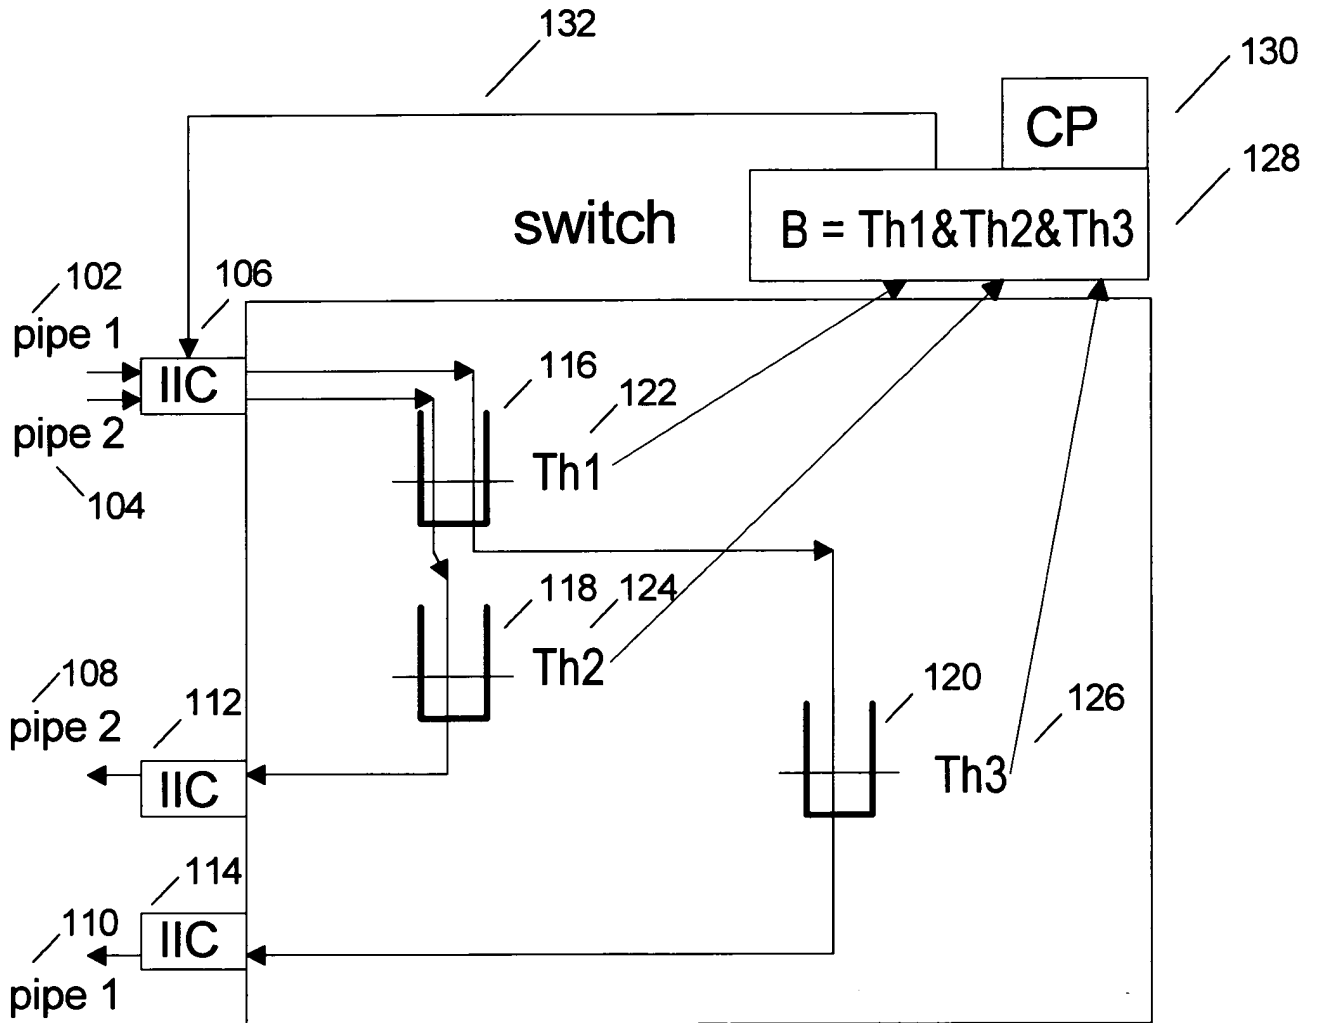 132
130
CP
128
switch
B = Th1&Th2&Th3
102
106
pipe 1
IIC
116
122
pipe 2
Th1
104
118
124
Th2
108
112
120
126
pipe 2
IIC
Th3
114
110
IIC
pipe 1